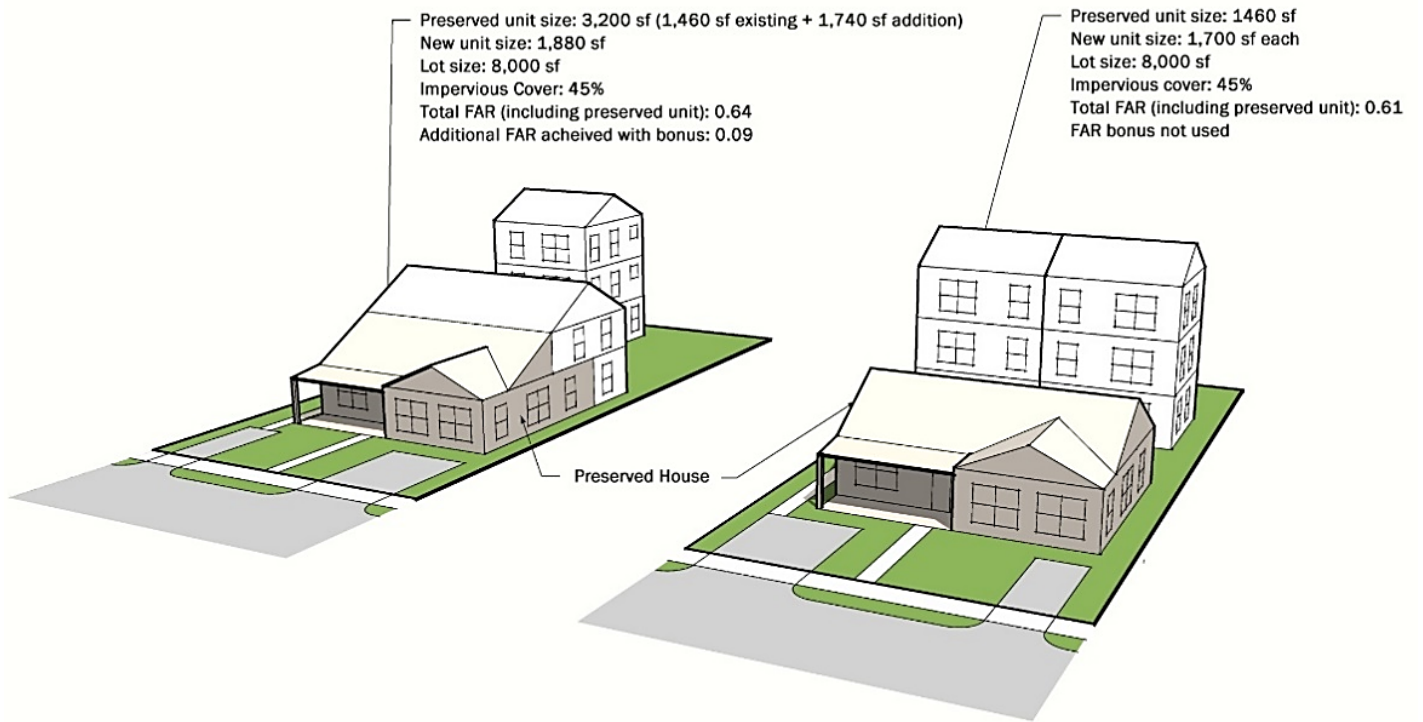 Preserved unit size: 3,200 sf (1,460 sf existing + 1,740 sf addition)
New unit size: 1,880 sf
Lot size: 8,000 sf
Impervious Cover: 45%
Total FAR (including preserved unit): 0.64
Additional FAR acheived with bonus: 0.09
Preserved unit size: 1460 sf
New unit size: 1,700 sf each
Lot size: 8,000 sf
Impervious cover: 45%
Total FAR (including preserved unit): 0.61
FAR bonus not used
Preserved House